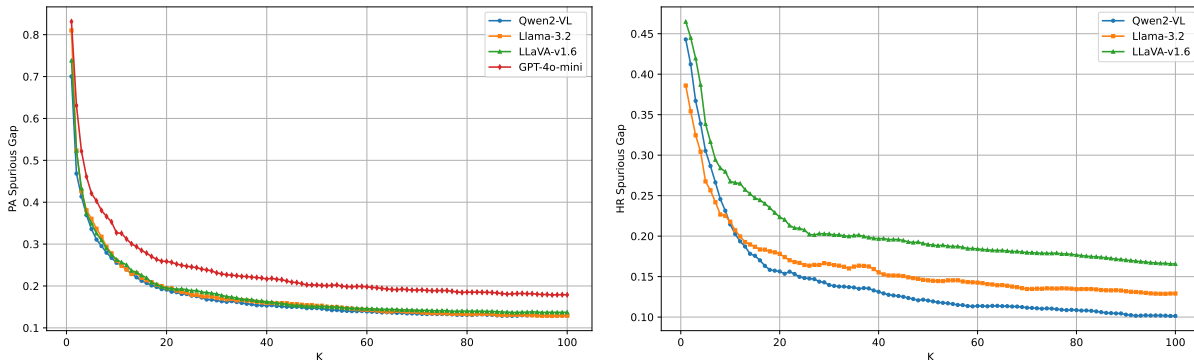 Qwen2-VL
Llama-3.2
LLaVA-v1.6
GPT-4o-mini
PA Spurious Gap
0.8
0.7
0.6
0.5
0.4
0.3
0.2
0.1
0 20 40 60 80 100
K
Qwen2-VL
Llama-3.2
LLaVA-v1.6
HR Spurious Gap
0.45
0.40
0.35
0.30
0.25
0.20
0.15
0.10
0 20 40 60 80 100
K